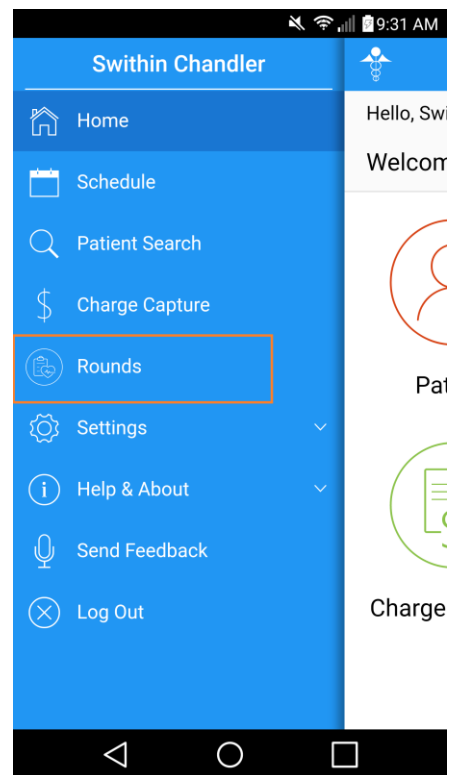 9:31 AM
Swithin Chandler
Home
Schedule
Patient Search
Charge Capture
Rounds
Settings
Help & About
Send Feedback
Log Out
Hello, Swi
Welcom
Pat
Charge